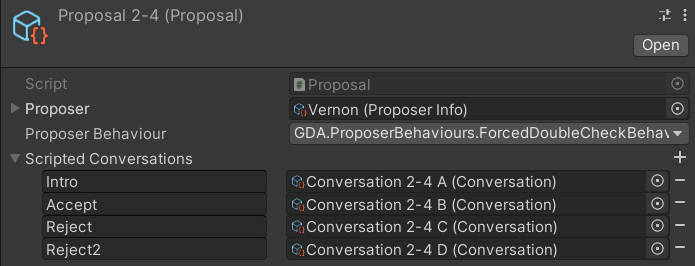 Proposal 2-4 (Proposal)
Open
Script Proposal
Proposer Vernon (Proposer Info)
Proposer Behaviour GDA.ProposerBehaviours.ForcedDoubleCheckBehav
Scripted Conversations
Intro Conversation 2-4 A (Conversation)
Accept Conversation 2-4 B (Conversation)
Reject Conversation 2-4 C (Conversation)
Reject2 Conversation 2-4 D (Conversation)